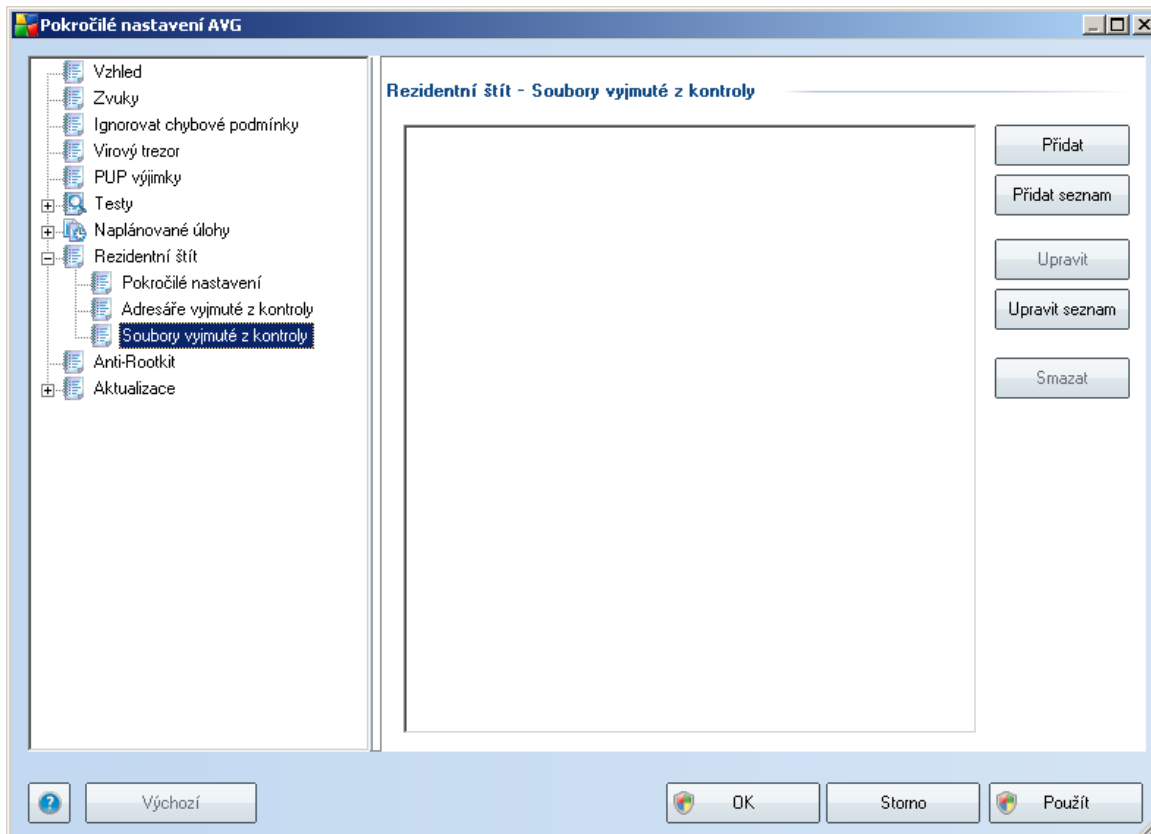 Pokročilé nastavení AVG
Vzhled
Zvuky
Ignorovat chybové podmínky
Virový trezor
PUP výjimky
Testy
Naplánované úlohy
Rezidentní štít
Pokročilé nastavení
Adresáře vyjmuté z kontroly
Soubory vyjmuté z kontroly
Anti-Rootkit
Aktualizace
Rezidentní štít - Soubory vyjmuté z kontroly
Přidat
Přidat seznam
Upravit
Upravit seznam
Smazat
Výchozí
OK
Storno
Použít